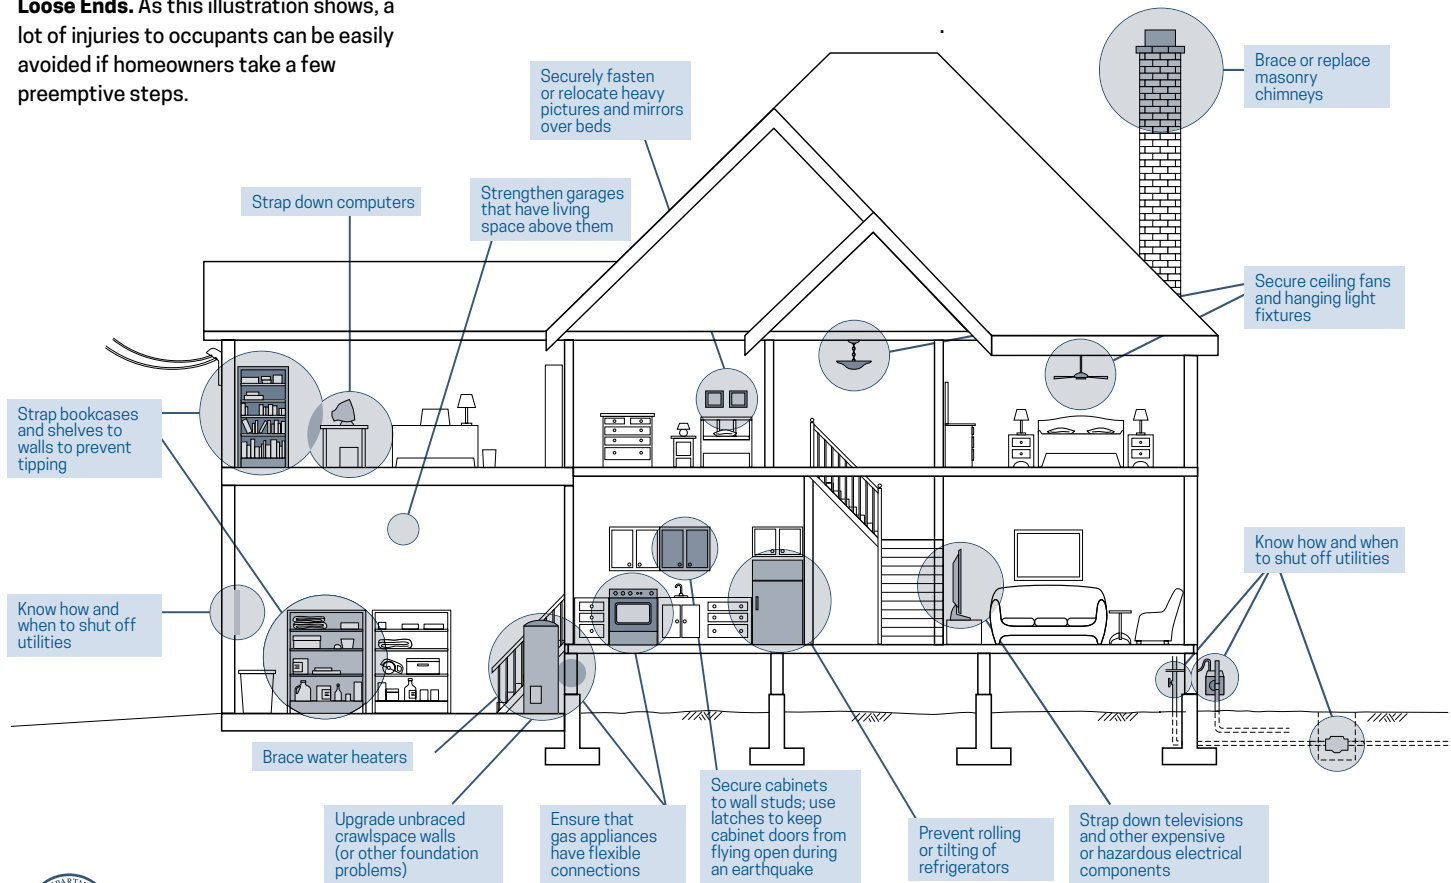 Loose Ends. As this illustration shows, a
lot of injuries to occupants can be easily
avoided if homeowners take a few
preemptive steps.
Securely fasten
or relocate heavy
pictures and mirrors
over beds
Brace or replace
masonry
chimneys
Strap down computers
Strengthen garages
that have living
space above them
Secure ceiling fans
and hanging light
fixtures
Strap bookcases
and shelves to
walls to prevent
tipping
Know how and when
to shut off utilities
Know how and
when to shut off
utilities
Brace water heaters
Upgrade unbraced
crawlspace walls
(or other foundation
problems)
Ensure that
gas appliances
have flexible
connections
Secure cabinets
to wall studs; use
latches to keep
cabinet doors from
flying open during
an earthquake
Prevent rolling
or tilting of
refrigerators
Strap down televisions
and other expensive
or hazardous electrical
components